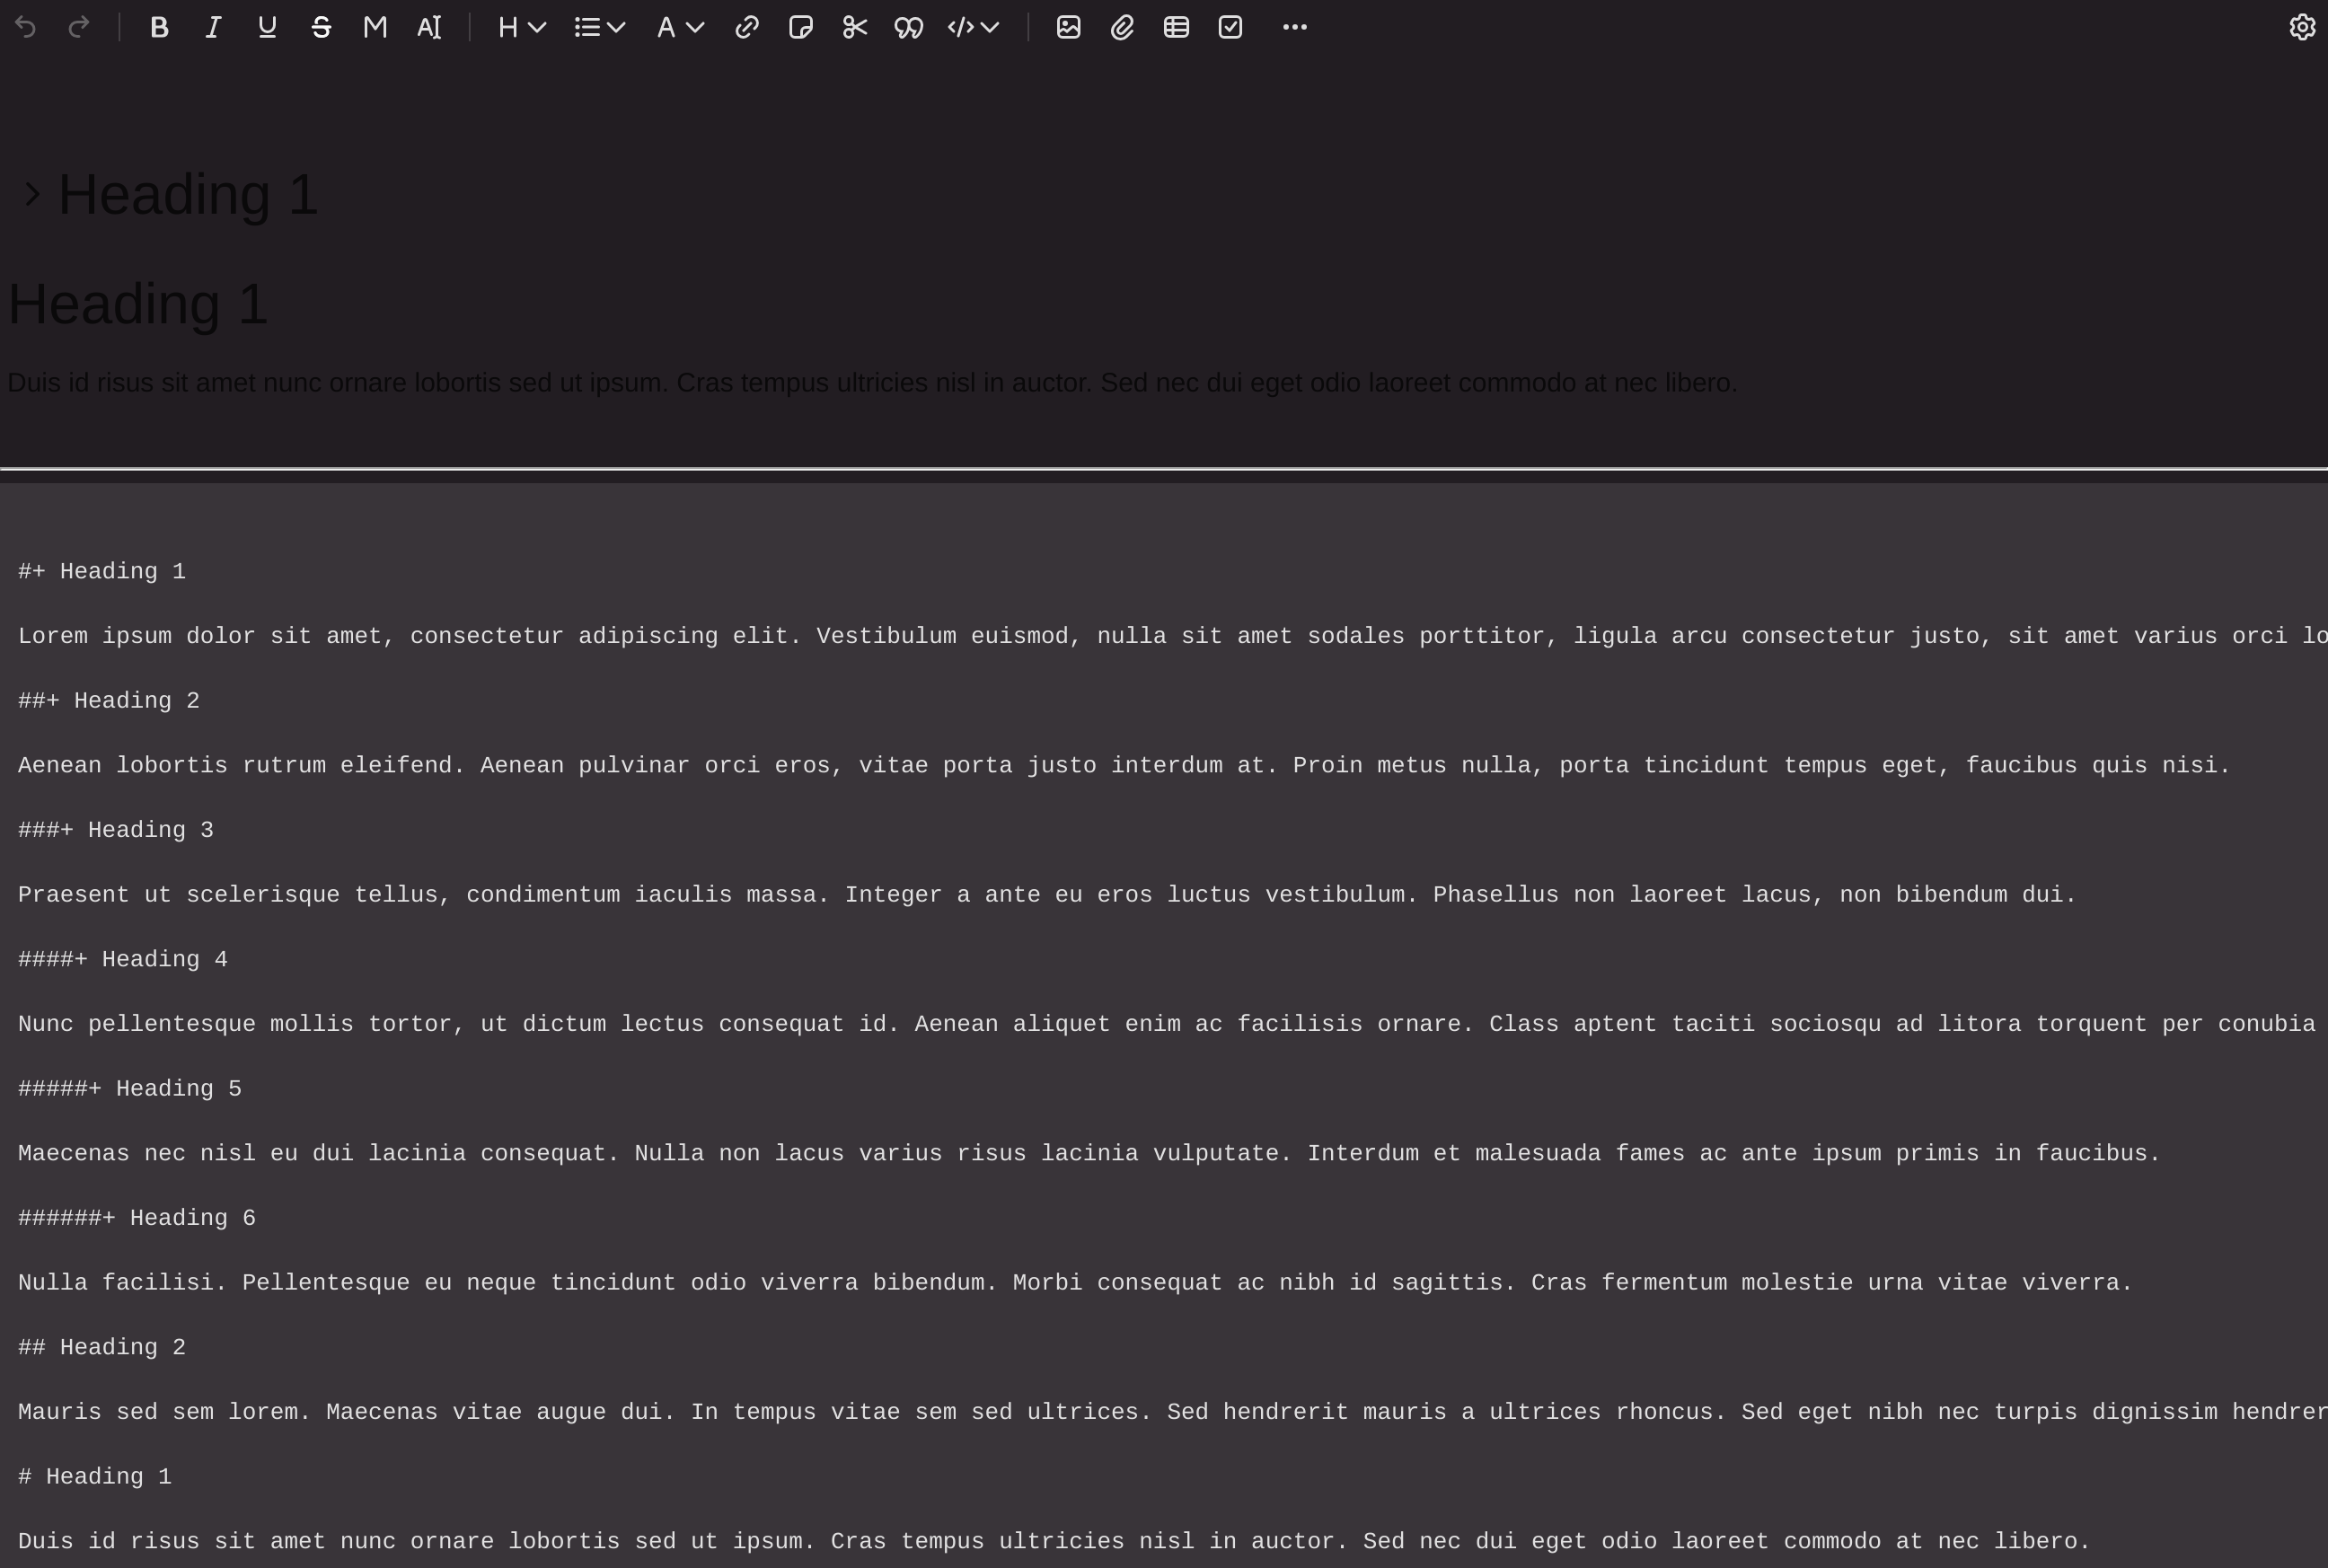 Heading 1
Heading 1
Duis id risus sit amet nunc ornare lobortis sed ut ipsum. Cras tempus ultricies nisl in auctor. Sed nec dui eget odio laoreet commodo at nec libero.
#+ Heading 1
Lorem ipsum dolor sit amet, consectetur adipiscing elit. Vestibulum euismod, nulla sit amet sodales porttitor, ligula arcu consectetur justo, sit amet varius orci lo
##+ Heading 2
Aenean lobortis rutrum eleifend. Aenean pulvinar orci eros, vitae porta justo interdum at. Proin metus nulla, porta tincidunt tempus eget, faucibus quis nisi.
###+ Heading 3
Praesent ut scelerisque tellus, condimentum iaculis massa. Integer a ante eu eros luctus vestibulum. Phasellus non laoreet lacus, non bibendum dui.
####+ Heading 4
Nunc pellentesque mollis tortor, ut dictum lectus consequat id. Aenean aliquet enim ac facilisis ornare. Class aptent taciti sociosqu ad litora torquent per conubia
#####+ Heading 5
Maecenas nec nisl eu dui lacinia consequat. Nulla non lacus varius risus lacinia vulputate. Interdum et malesuada fames ac ante ipsum primis in faucibus.
######+ Heading 6
Nulla facilisi. Pellentesque eu neque tincidunt odio viverra bibendum. Morbi consequat ac nibh id sagittis. Cras fermentum molestie urna vitae viverra.
## Heading 2
Mauris sed sem lorem. Maecenas vitae augue dui. In tempus vitae sem sed ultrices. Sed hendrerit mauris a ultrices rhoncus. Sed eget nibh nec turpis dignissim hendrer
# Heading 1
Duis id risus sit amet nunc ornare lobortis sed ut ipsum. Cras tempus ultricies nisl in auctor. Sed nec dui eget odio laoreet commodo at nec libero.